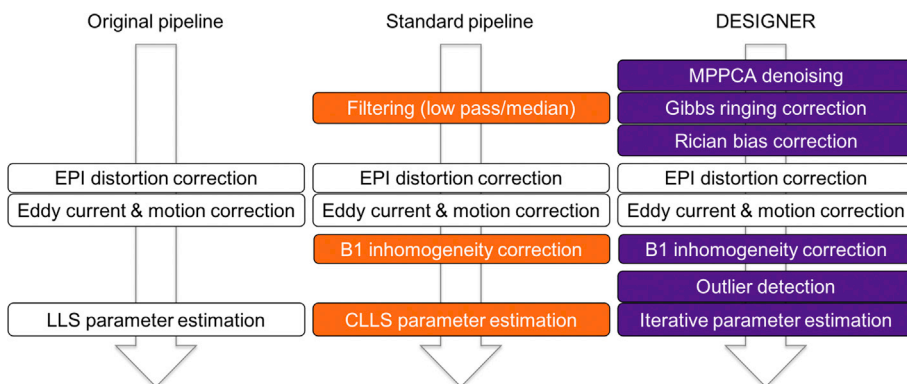 Original pipeline
Standard pipeline
DESIGNER
MPPCA denoising
Filtering (low pass/median)
Gibbs ringing correction
Rician bias correction
EPI distortion correction
EPI distortion correction
EPI distortion correction
Eddy current & motion correction
Eddy current & motion correction
Eddy current & motion correction
B1 inhomogeneity correction
B1 inhomogeneity correction
Outlier detection
LLS parameter estimation
CLLS parameter estimation
Iterative parameter estimation